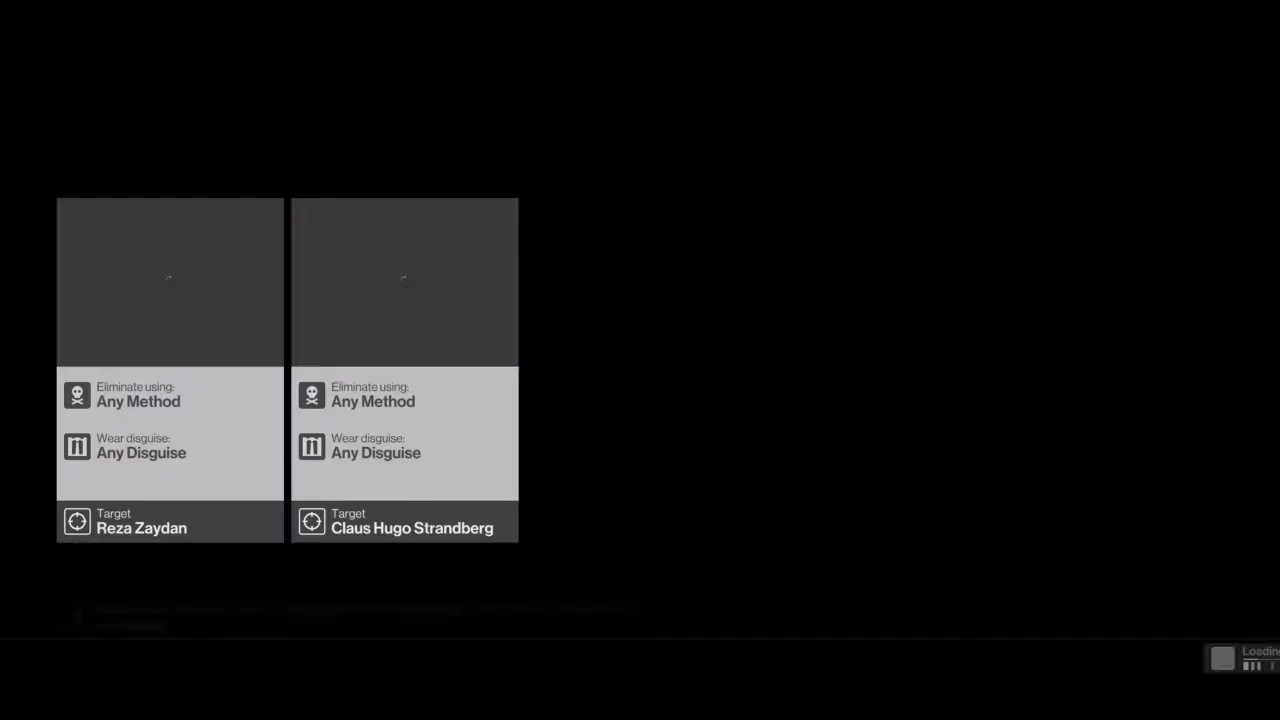 Eliminate using:
Any Method
Wear disguise:
Any Disguise
Target
Reza Zaydan
Eliminate using:
Any Method
Wear disguise:
Any Disguise
Target
Claus Hugo Strandberg
Loadin